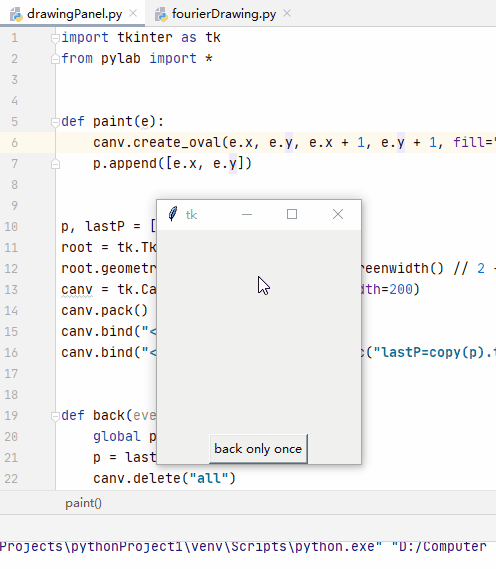 drawingPanel.py
fourierDrawing.py
1 import tkinter as tk
2 from pylab import *
3
4
5 def paint(e):
6 canv.create_oval(e.x, e.y, e.x + 1, e.y + 1, fill="
7 p.append([e.x, e.y])
8
9
10 p, lastP = [
11 root = tk.Tk
12 root.geometr reenwidth() // 2 -
13 canv = tk.Ca dth=200)
14 canv.pack()
15 canv.bind("<
16 canv.bind("< c("lastP=copy(p).t
17
18
19 def back(eve
20 global p
21 p = last
22 canv.delete("all")
tk
back only once
paint()
Projects\pythonProject1\venv\Scripts\python.exe" "D:/Computer